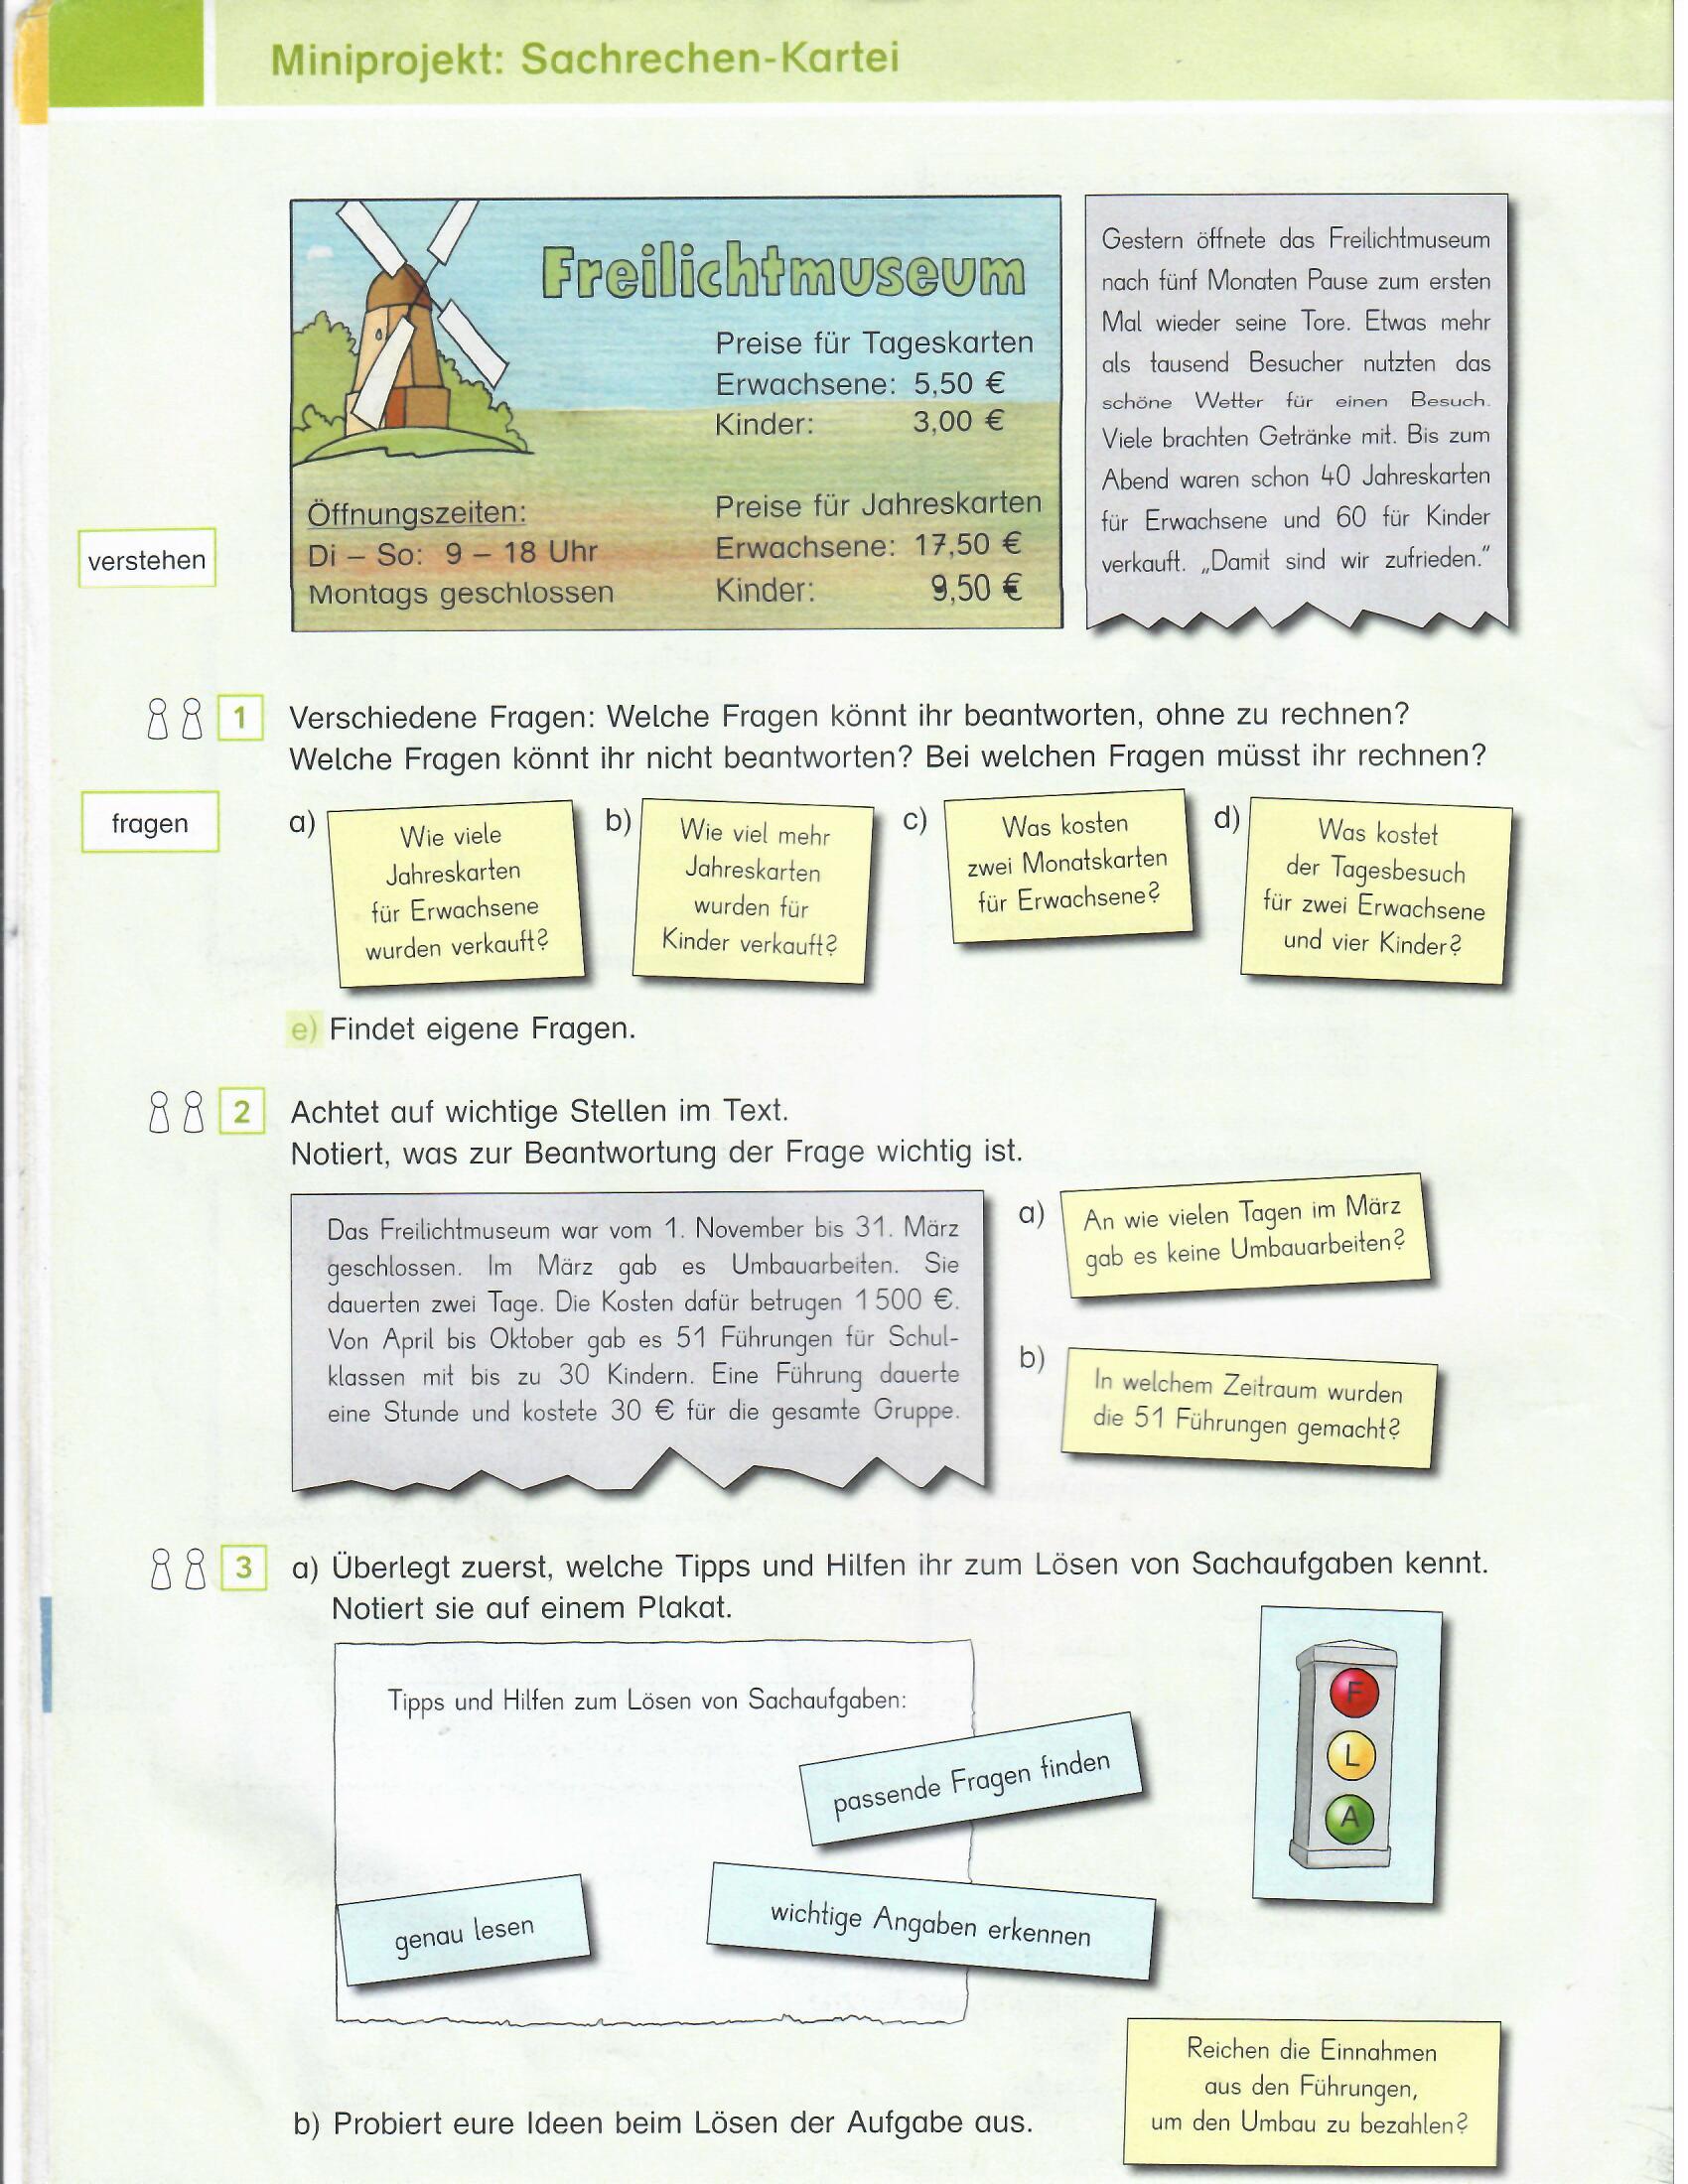 Miniprojekt: Sachrechen-Kartei
Freilichtmuseum
Preise für Tageskarten
Erwachsene: 5,50 €
Kinder: 3,00 €
Öffnungszeiten:
Di – So: 9 – 18 Uhr
Montags geschlossen
Preise für Jahreskarten
Erwachsene: 17,50 €
Kinder: 9,50 €
Gestern öffnete das Freilichtmuseum
nach fünf Monaten Pause zum ersten
Mal wieder seine Tore. Etwas mehr
als tausend Besucher nutzten das
schöne Wetter für einen Besuch.
Viele brachten Getränke mit. Bis zum
Abend waren schon 40 Jahreskarten
für Erwachsene und 60 für Kinder
verkauft. „Damit sind wir zufrieden.“
verstehen
1 Verschiedene Fragen: Welche Fragen könnt ihr beantworten, ohne zu rechnen?
Welche Fragen könnt ihr nicht beantworten? Bei welchen Fragen müsst ihr rechnen?
fragen
a) Wie viele
Jahreskarten
für Erwachsene
wurden verkauft?
b) Wie viel mehr
Jahreskarten
wurden für
Kinder verkauft?
c) Was kosten
zwei Monatskarten
für Erwachsene?
d) Was kostet
der Tagesbesuch
für zwei Erwachsene
und vier Kinder?
e) Findet eigene Fragen.
2 Achtet auf wichtige Stellen im Text.
Notiert, was zur Beantwortung der Frage wichtig ist.
Das Freilichtmuseum war vom 1. November bis 31. März
geschlossen. Im März gab es Umbauarbeiten. Sie
dauerten zwei Tage. Die Kosten dafür betrugen 1 500 €.
Von April bis Oktober gab es 51 Führungen für Schul-
klassen mit bis zu 30 Kindern. Eine Führung dauerte
eine Stunde und kostete 30 € für die gesamte Gruppe.
a) An wie vielen Tagen im März
gab es keine Umbauarbeiten?
b) In welchem Zeitraum wurden
die 51 Führungen gemacht?
3 a) Überlegt zuerst, welche Tipps und Hilfen ihr zum Lösen von Sachaufgaben kennt.
Notiert sie auf einem Plakat.
Tipps und Hilfen zum Lösen von Sachaufgaben:
passende Fragen finden
genau lesen
wichtige Angaben erkennen
F
L
A
b) Probiert eure Ideen beim Lösen der Aufgabe aus.
Reichen die Einnahmen
aus den Führungen,
um den Umbau zu bezahlen?